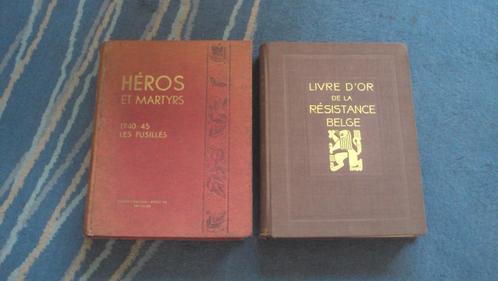 HÉROS
ET MARTYRS
1940-45
LES FUSILLÉS
LIVRE D'OR
DE LA
RÉSISTANCE
BELGE